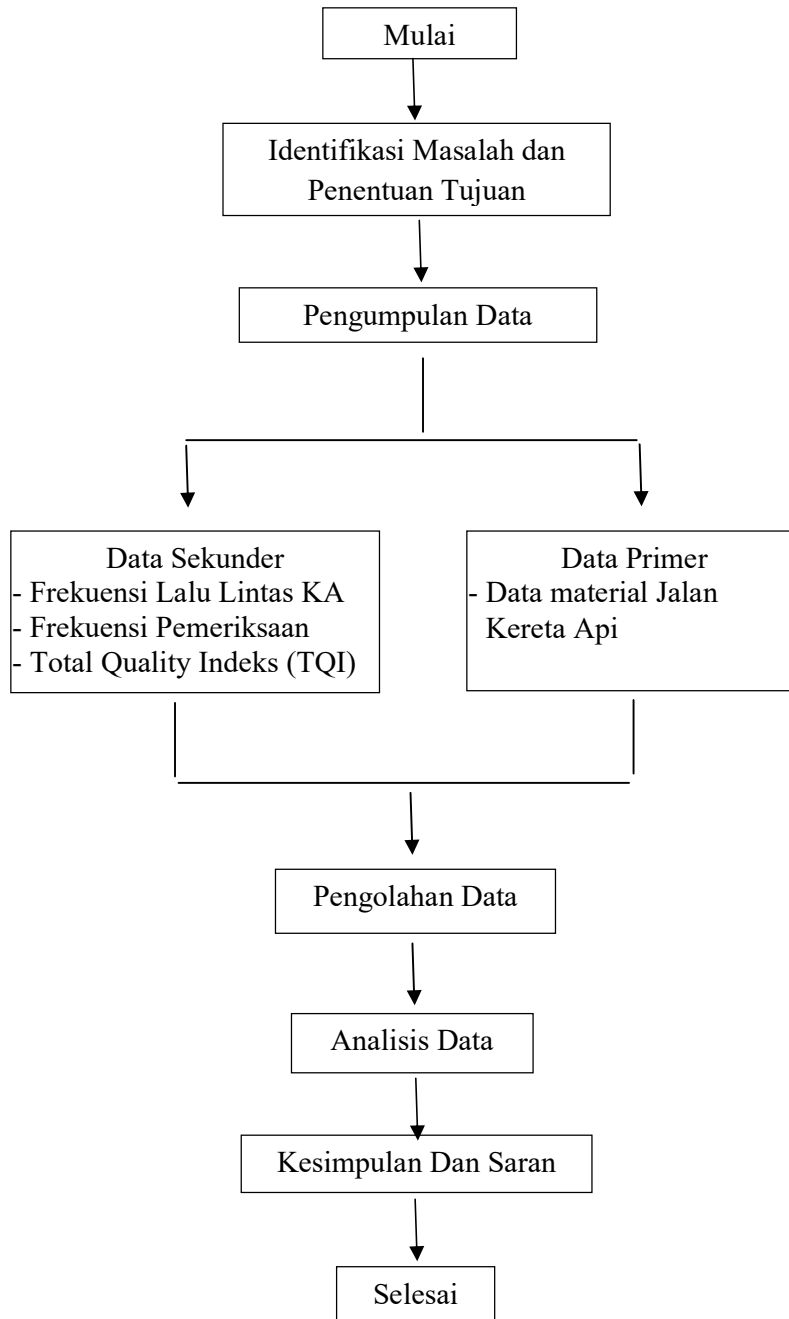 Mulai
Identifikasi Masalah dan
Penentuan Tujuan
Pengumpulan Data
Data Sekunder
- Frekuensi Lalu Lintas KA
- Frekuensi Pemeriksaan
- Total Quality Indeks (TQI)
Data Primer
- Data material Jalan
Kereta Api
Pengolahan Data
Analisis Data
Kesimpulan Dan Saran
Selesai